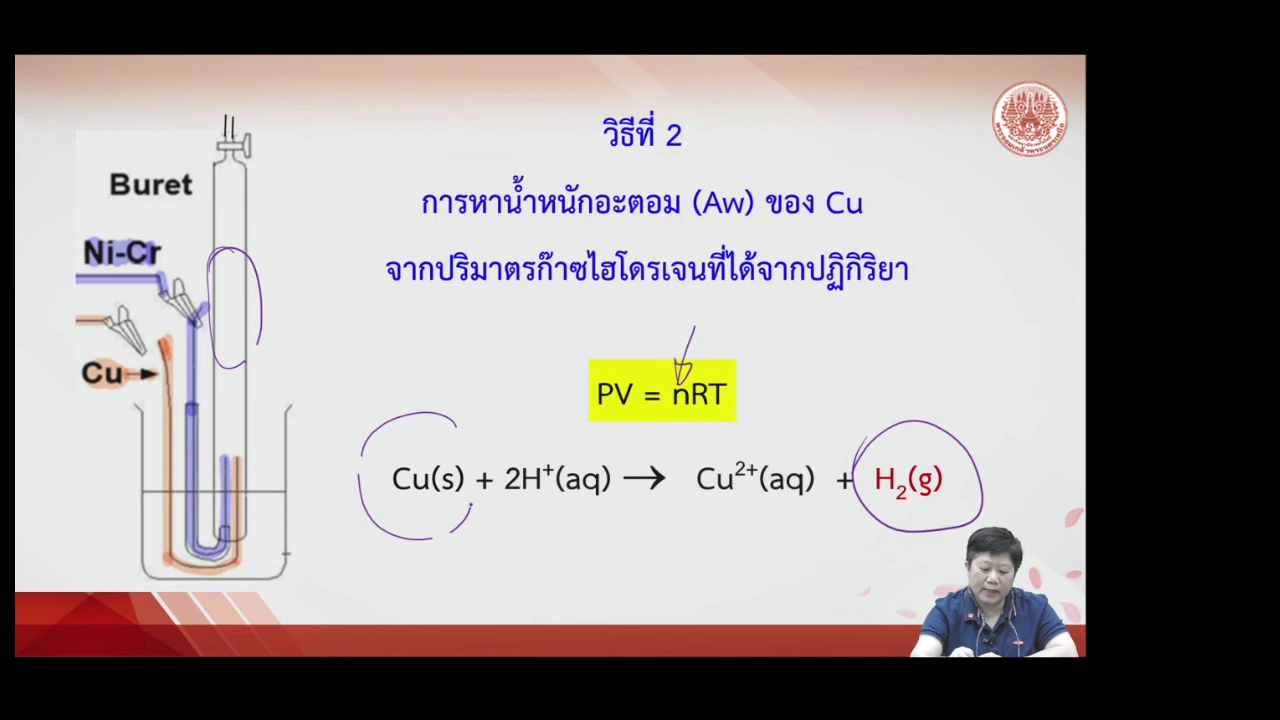 วิธีที่ 2
การหาน้ำหนักอะตอม (Aw) ของ Cu
จากปริมาตรก๊าซไฮโดรเจนที่ได้จากปฏิกิริยา
Buret
Ni-Cr
Cu
PV = nRT
Cu(s) + 2H⁺(aq) → Cu²⁺(aq) + H₂(g)